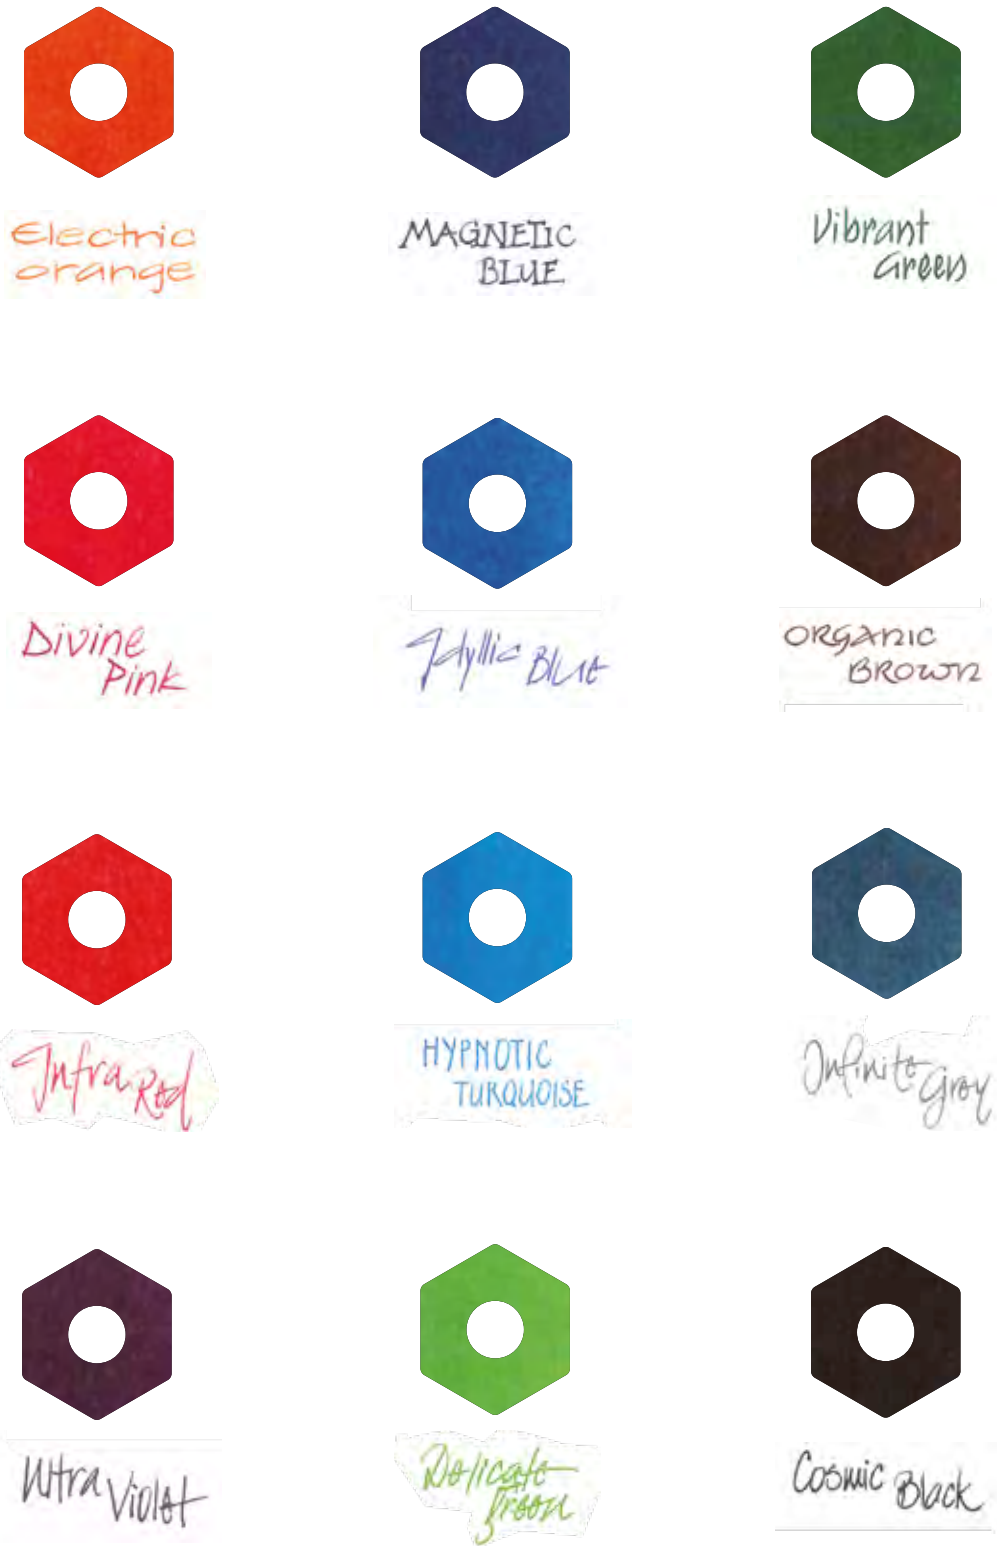 Electric
orange
MAGNETIC
BLUE
Vibrant
Green
Divine
Pink
Idyllic Blue
ORGANIC
BROWN
Infra Red
HYPNOTIC
TURQUOISE
Infinite Grey
Ultra Violet
Delicate
green
Cosmic Black